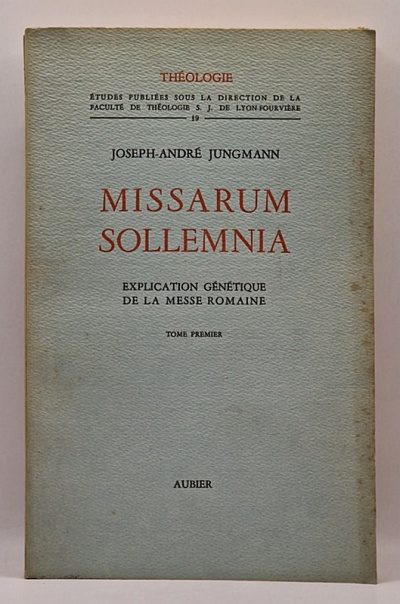 THÉOLOGIE
ÉTUDES PUBLIÉES SOUS LA DIRECTION DE LA
FACULTÉ DE THÉOLOGIE S. J. DE LYON-FOURVIÈRE
19
JOSEPH-ANDRÉ JUNGMANN
MISSARUM
SOLLEMNIA
EXPLICATION GÉNÉTIQUE
DE LA MESSE ROMAINE
TOME PREMIER
AUBIER